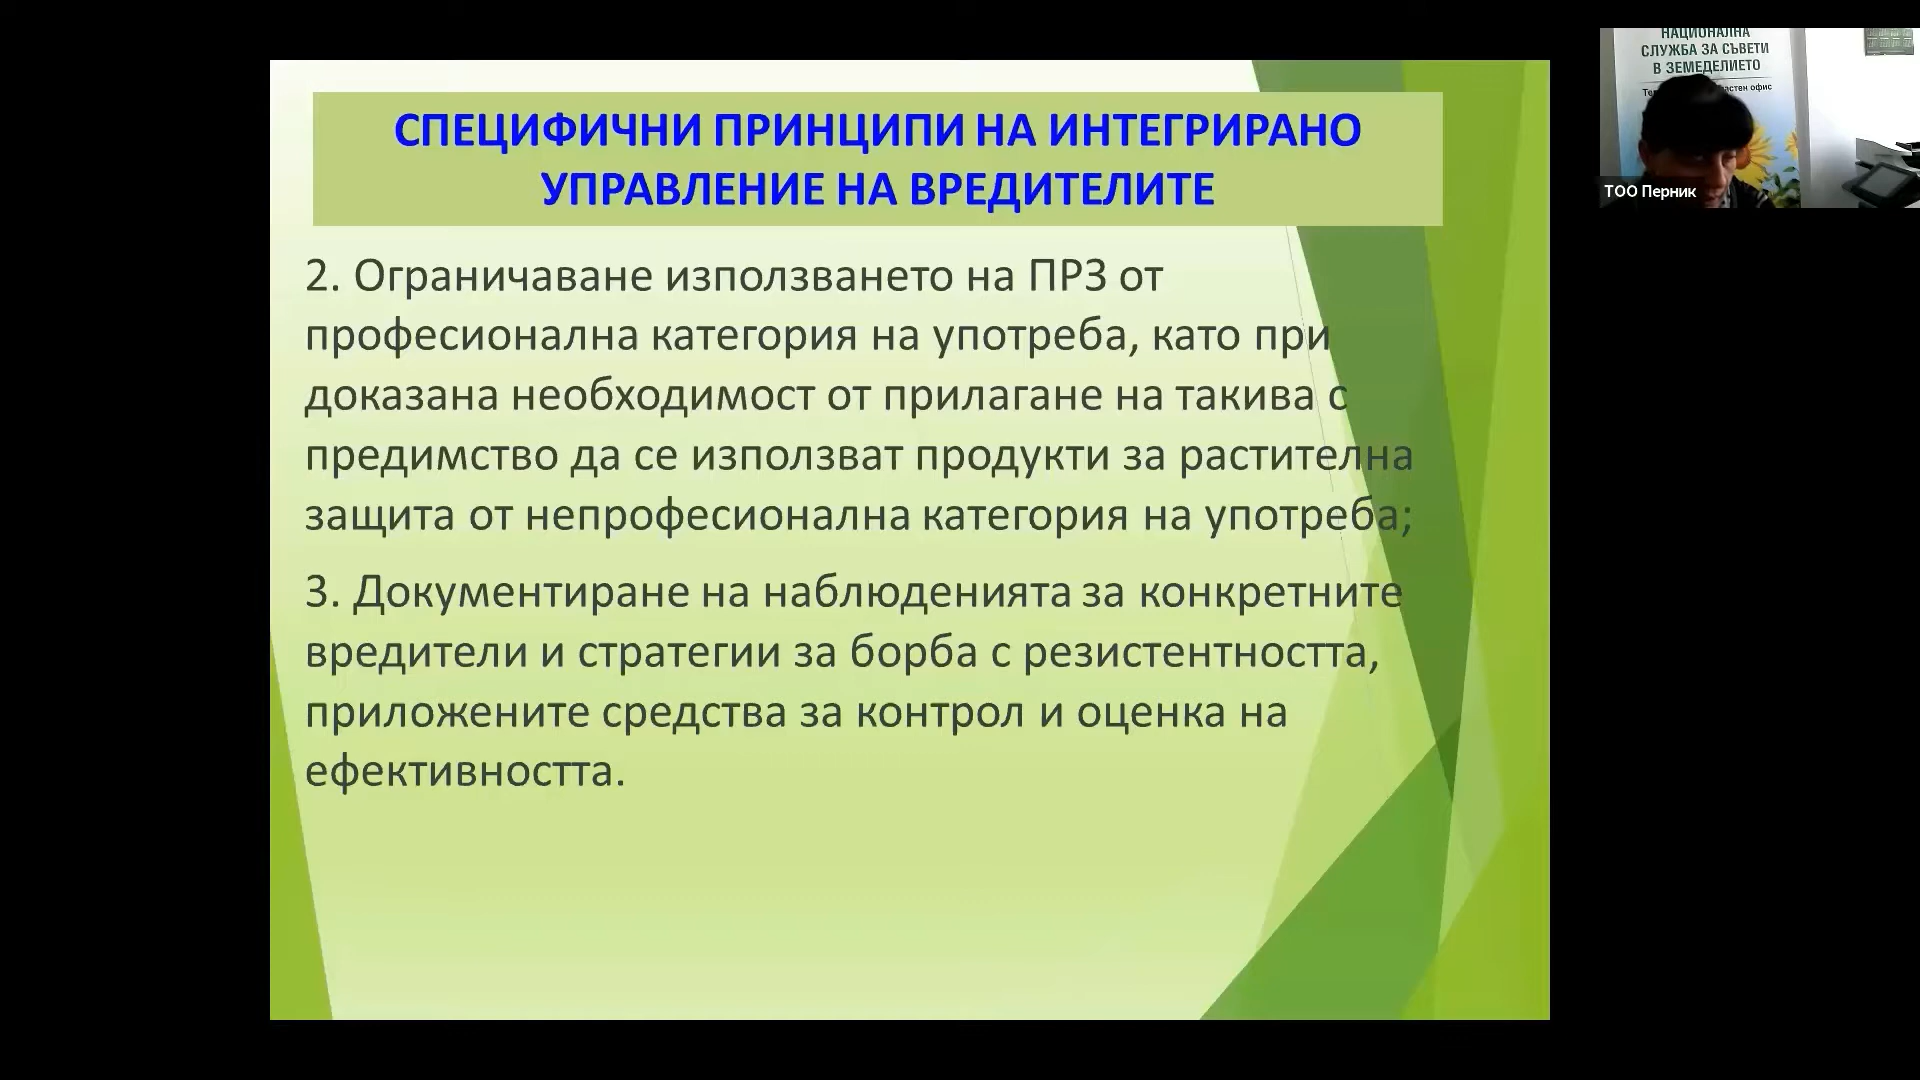 СПЕЦИФИЧНИ ПРИНЦИПИ НА ИНТЕГРИРАНО
УПРАВЛЕНИЕ НА ВРЕДИТЕЛИТЕ
2. Ограничаване използването на ПРЗ от
професионална категория на употреба, като при
доказана необходимост от прилагане на такива с
предимство да се използват продукти за растителна
защита от непрофесионална категория на употреба;
3. Документиране на наблюденията за конкретните
вредители и стратегии за борба с резистентността,
приложените средства за контрол и оценка на
ефективността.
НАЦИОНАЛНА
СЛУЖБА ЗА СЪВЕТИ
В ЗЕМЕДЕЛИЕТО
офис
ТОО Перник